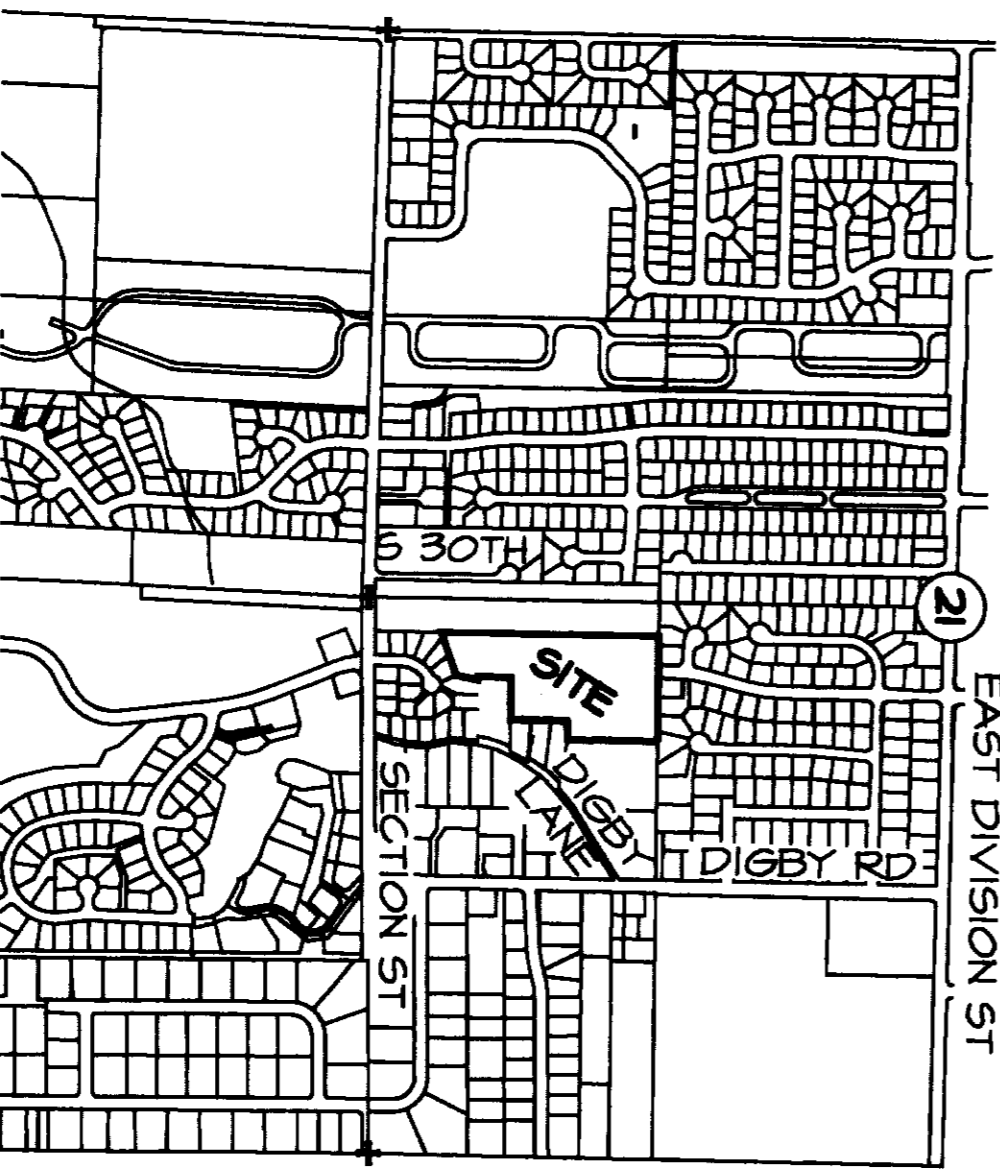 21
EAST DIVISION ST
S 30TH
SITE
DIGBY
LANE
DIGBY RD
SECTION ST